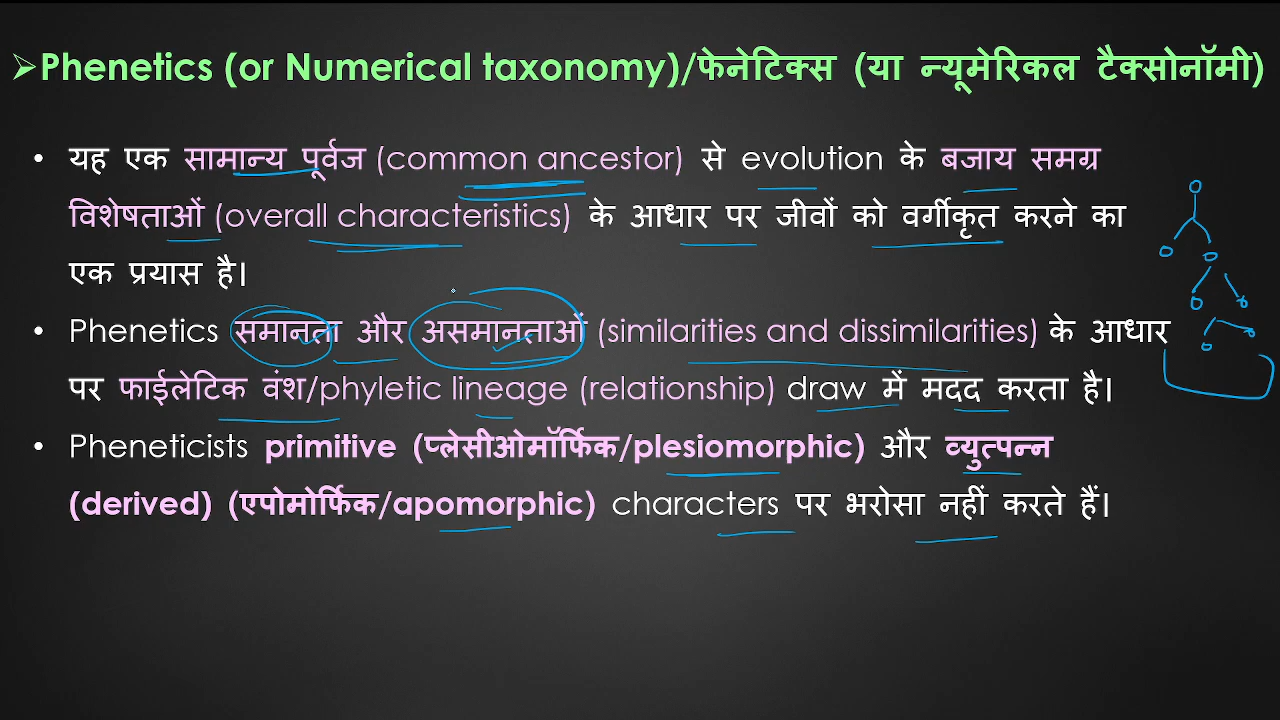 ➢Phenetics (or Numerical taxonomy)/फेनेटिक्स (या न्यूमेरिकल टैक्सोनॉमी)
• यह एक सामान्य पूर्वज (common ancestor) से evolution के बजाय समग्र
विशेषताओं (overall characteristics) के आधार पर जीवों को वर्गीकृत करने का
एक प्रयास है।
• Phenetics समानता और असमानताओं (similarities and dissimilarities) के आधार
पर फाईलेटिक वंश/phyletic lineage (relationship) draw में मदद करता है।
• Pheneticists primitive (प्लेसीओमॉर्फिक/plesiomorphic) और व्युत्पन्न
(derived) (एपोमोर्फिक/apomorphic) characters पर भरोसा नहीं करते हैं।